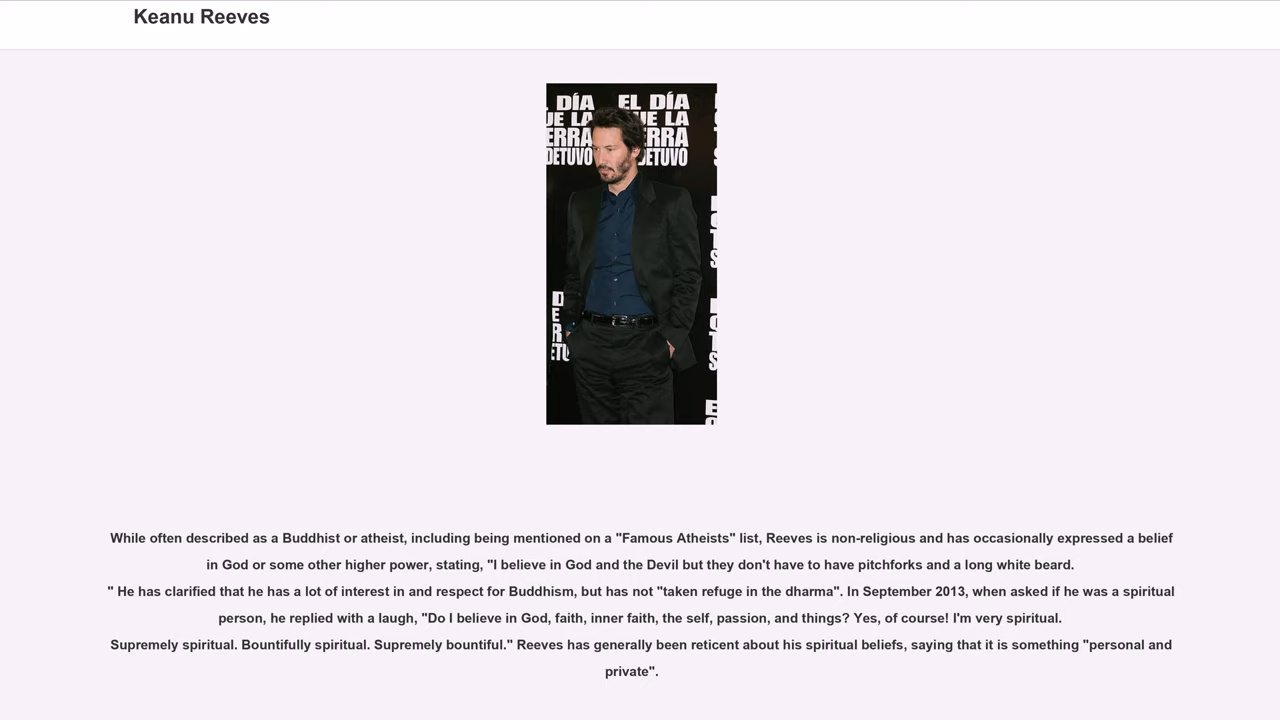 Keanu Reeves
EL DÍA
UE LA
ERRA
DETUVO
EL DÍA
UE LA
ERRA
DETUVO
While often described as a Buddhist or atheist, including being mentioned on a "Famous Atheists" list, Reeves is non-religious and has occasionally expressed a belief
in God or some other higher power, stating, "I believe in God and the Devil but they don't have to have pitchforks and a long white beard.
" He has clarified that he has a lot of interest in and respect for Buddhism, but has not "taken refuge in the dharma". In September 2013, when asked if he was a spiritual
person, he replied with a laugh, "Do I believe in God, faith, inner faith, the self, passion, and things? Yes, of course! I'm very spiritual.
Supremely spiritual. Bountifully spiritual. Supremely bountiful." Reeves has generally been reticent about his spiritual beliefs, saying that it is something "personal and
private".